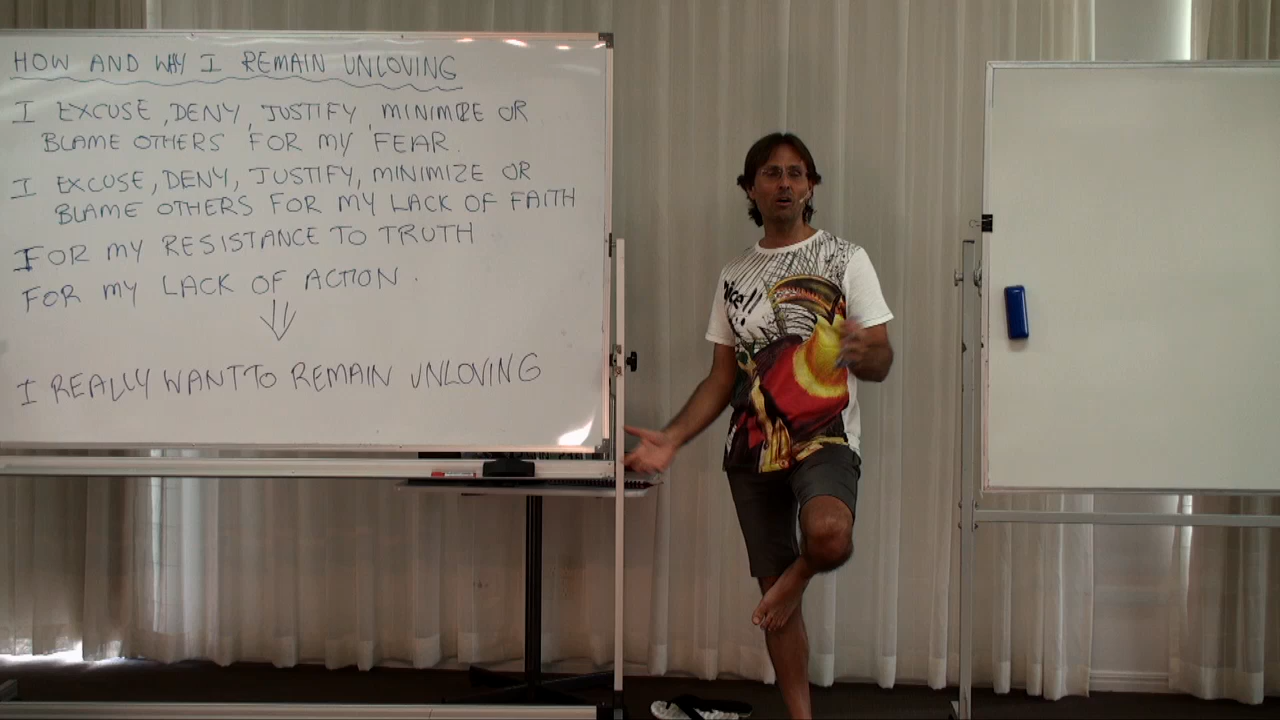 HOW AND WHY I REMAIN UNLOVING
I EXCUSE, DENY, JUSTIFY, MINIMIZE OR
BLAME OTHERS FOR MY FEAR.
I EXCUSE, DENY, JUSTIFY, MINIMIZE OR
BLAME OTHERS FOR MY LACK OF FAITH
FOR MY RESISTANCE TO TRUTH
FOR MY LACK OF ACTION.
I REALLY WANT TO REMAIN UNLOVING